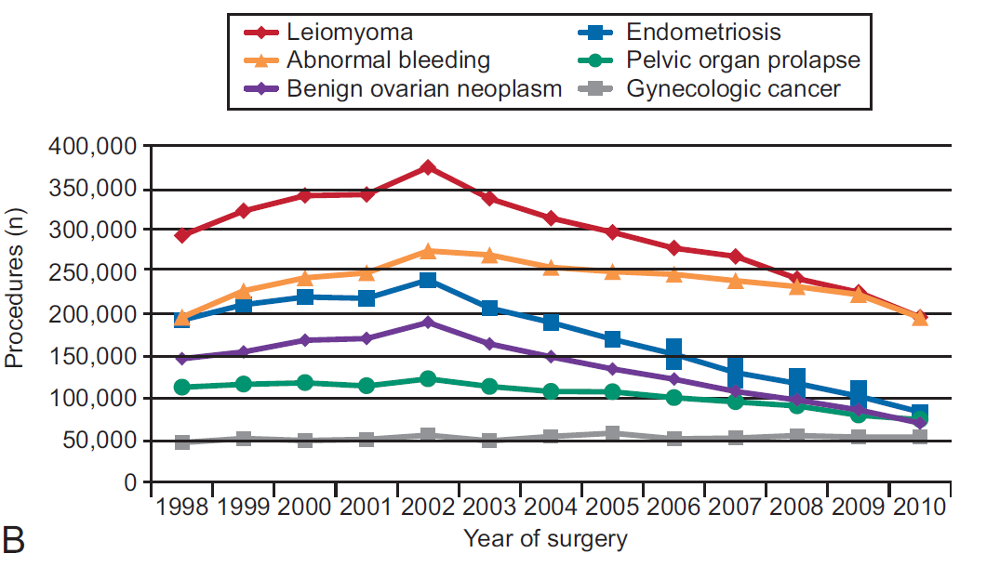 Leiomyoma Endometriosis
Abnormal bleeding Pelvic organ prolapse
Benign ovarian neoplasm Gynecologic cancer
400,000
350,000
300,000
250,000
200,000
150,000
100,000
50,000
0
Procedures (n)
1998 1999 2000 2001 2002 2003 2004 2005 2006 2007 2008 2009 2010
Year of surgery
B